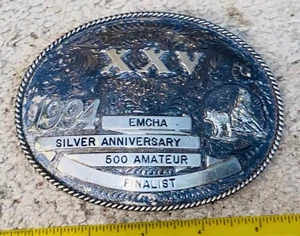 XXV
1994
EMCHA
SILVER ANNIVERSARY
500 AMATEUR
FINALIST